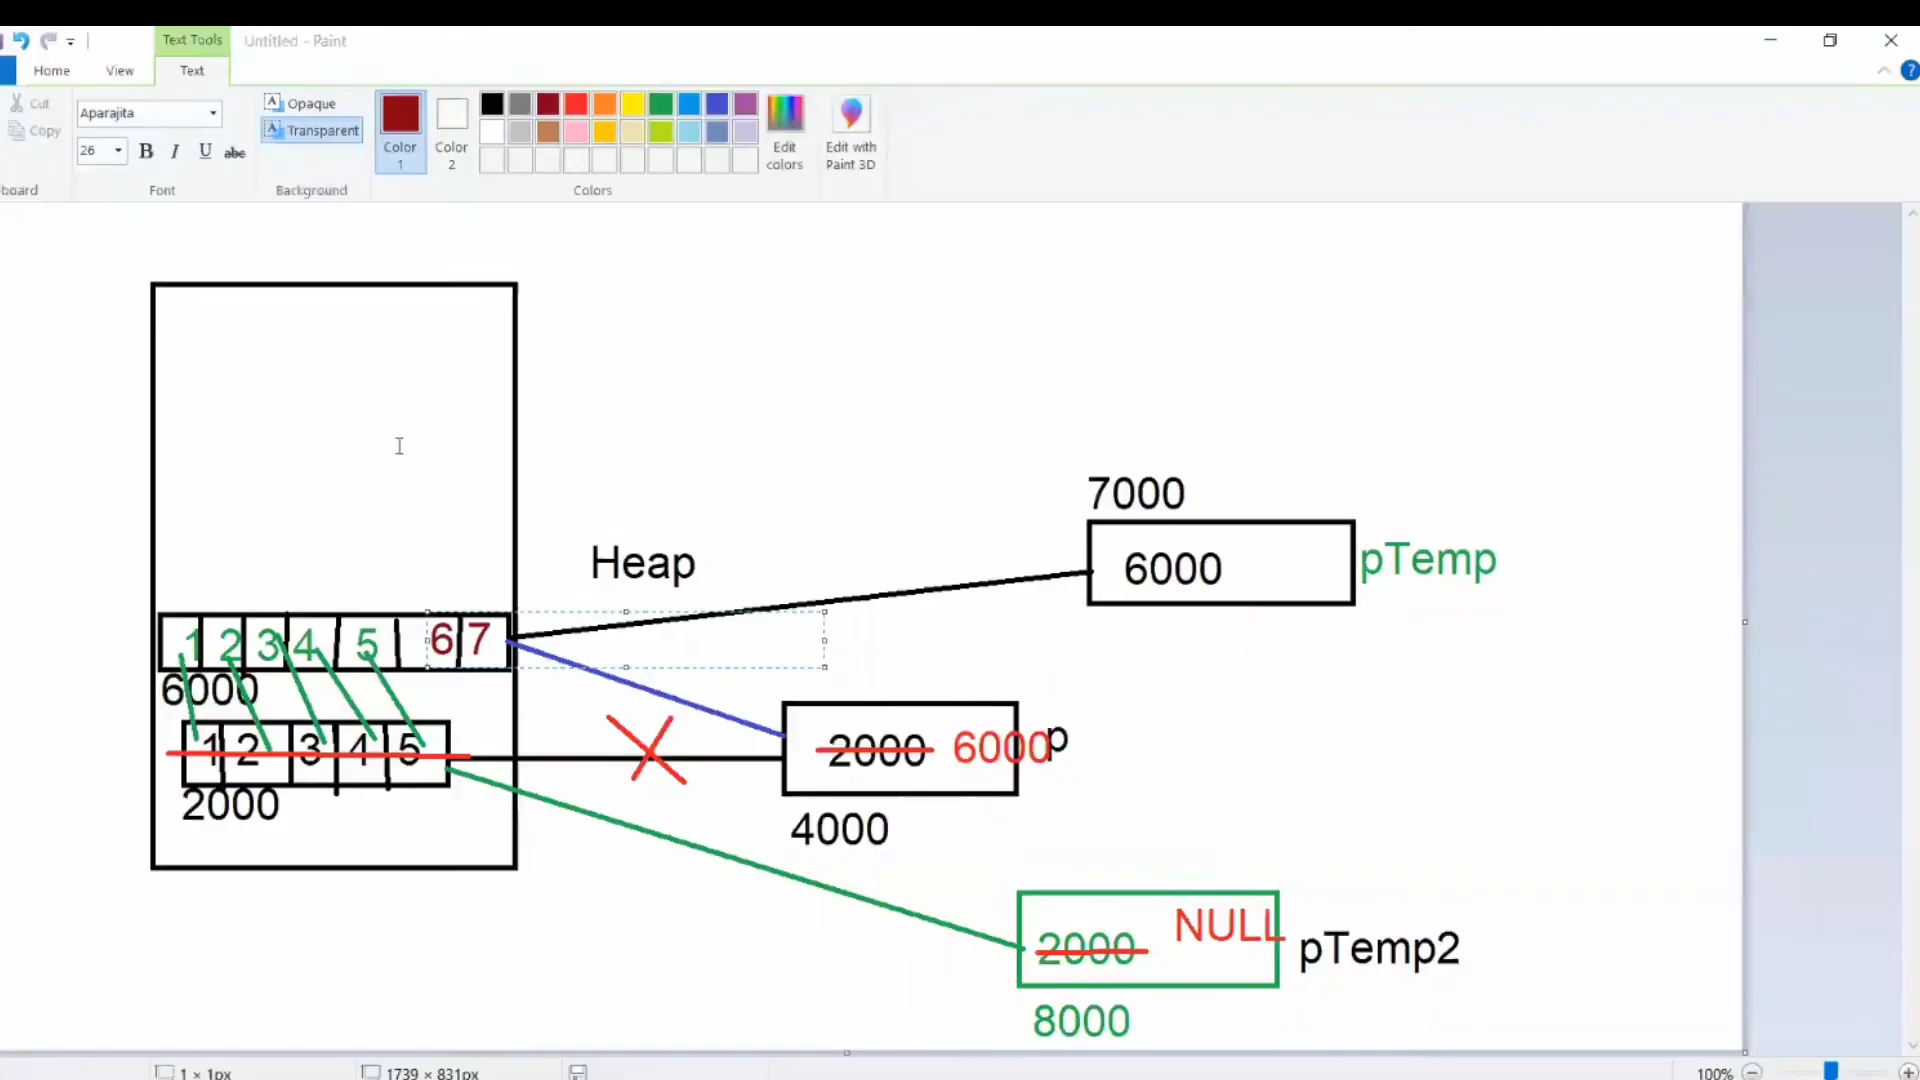 Text Tools
Untitled - Paint
Home
View
Text
Cut
Copy
Aparajita
26
B I U abc
Opaque
Transparent
Color 1
Color 2
Edit colors
Edit with Paint 3D
board
Font
Background
Colors
7000
6000
pTemp
Heap
1 2 3 4 5 6 7
6000
1 2 3 4 5
2000
2000 6000 p
4000
2000 NULL
pTemp2
8000
1 × 1px
1739 × 831px
100%